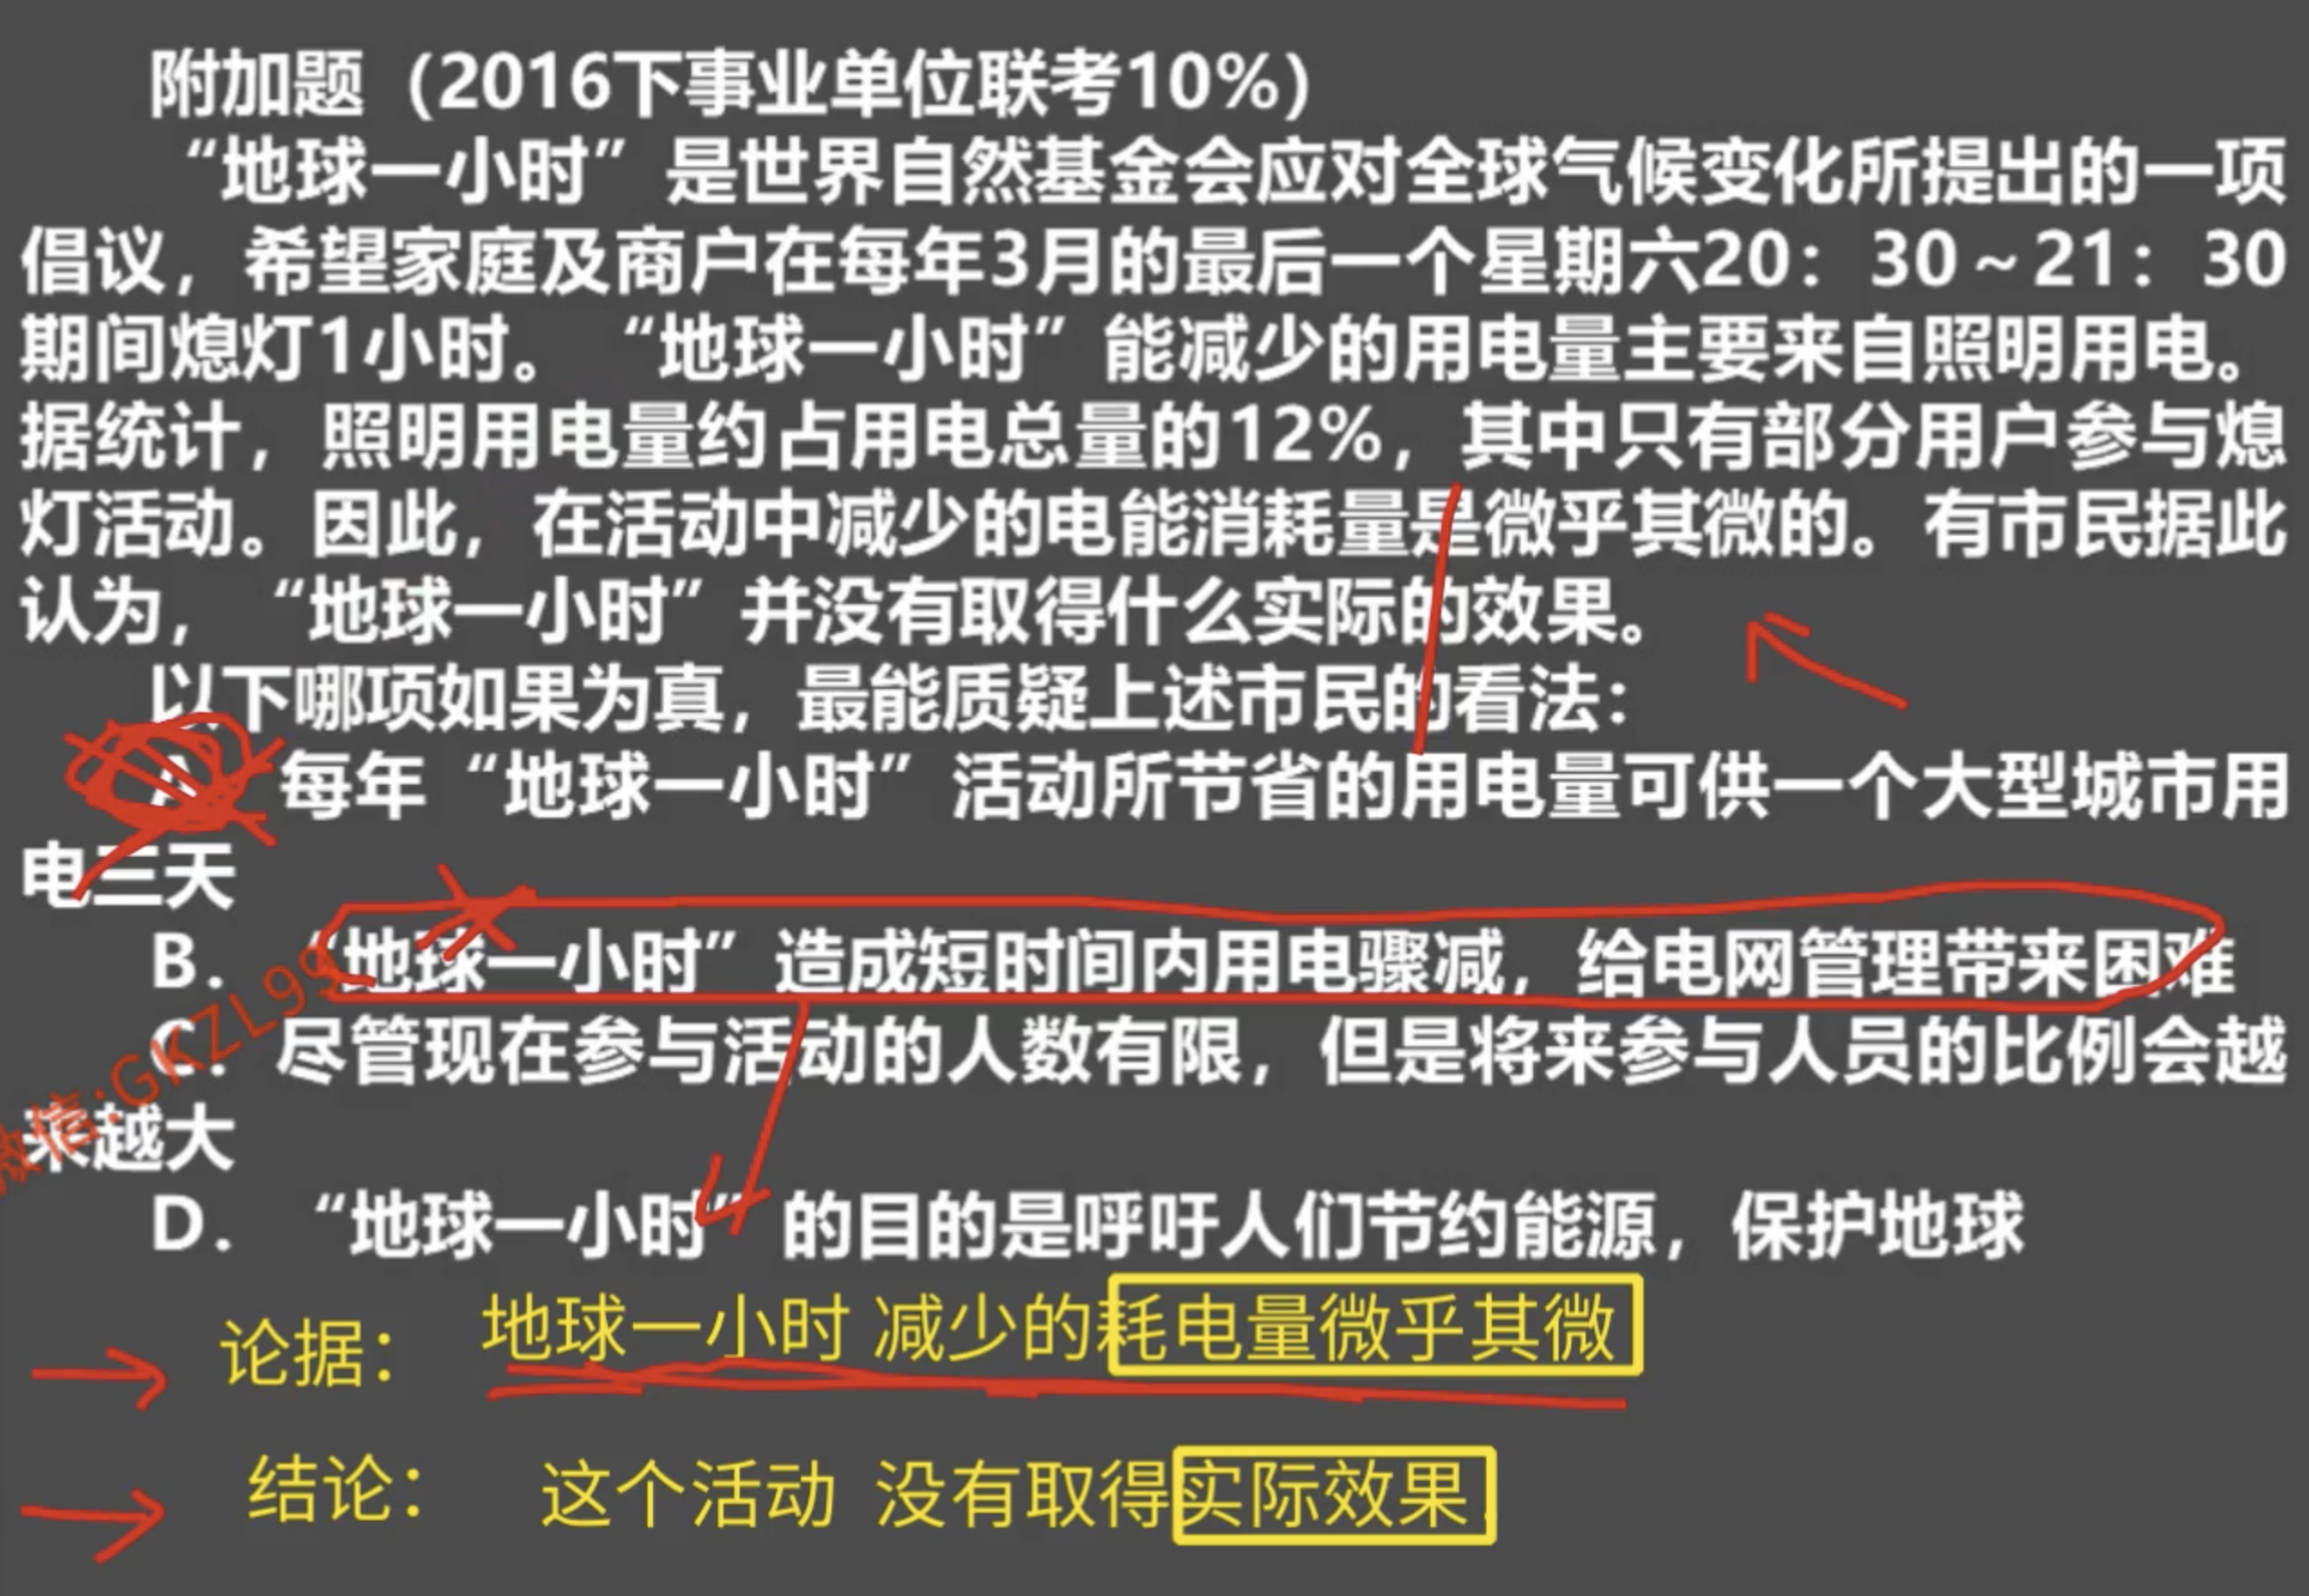 附加题（2016下事业单位联考10%）
“地球一小时”是世界自然基金会应对全球气候变化所提出的一项
倡议，希望家庭及商户在每年3月的最后一个星期六20：30～21：30
期间熄灯1小时。“地球一小时”能减少的用电量主要来自照明用电。
据统计，照明用电量约占用电总量的12%，其中只有部分用户参与熄
灯活动。因此，在活动中减少的电能消耗量是微乎其微的。有市民据此
认为，“地球一小时”并没有取得什么实际的效果。
以下哪项如果为真，最能质疑上述市民的看法：
A. 每年“地球一小时”活动所节省的用电量可供一个大型城市用
电三天
B. “地球一小时”造成短时间内用电骤减，给电网管理带来困难
C. 尽管现在参与活动的人数有限，但是将来参与人员的比例会越
来越大
D. “地球一小时”的目的是呼吁人们节约能源，保护地球
论据： 地球一小时 减少的耗电量微乎其微
结论： 这个活动 没有取得实际效果
微信:GKZL99